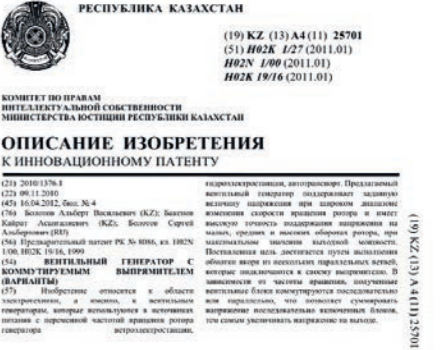 РЕСПУБЛИКА КАЗАХСТАН
(19) KZ (13) A4 (11) 25701
(51) H02K 1/27 (2011.01)
H02N 1/00 (2011.01)
H02K 19/16 (2011.01)
КОМИТЕТ ПО ПРАВАМ
ИНТЕЛЛЕКТУАЛЬНОЙ СОБСТВЕННОСТИ
МИНИСТЕРСТВА ЮСТИЦИИ РЕСПУБЛИКИ КАЗАХСТАН
ОПИСАНИЕ ИЗОБРЕТЕНИЯ
К ИННОВАЦИОННОМУ ПАТЕНТУ
(21) 2010/1376.1
(22) 09.11.2010
(45) 16.04.2012, бюл. № 4
(76) Болотов Альберт Васильевич (KZ); Бакенов
Кайрат Асангалиевич (KZ); Болотов Сергей
Альбертович (RU)
(56) Предварительный патент РК № 8086, кл. H02N
1/00, H02K 19/16, 1999
(54) ВЕНТИЛЬНЫЙ ГЕНЕРАТОР С
КОММУТИРУЕМЫМ ВЫПРЯМИТЕЛЕМ
(ВАРИАНТЫ)
(57) Изобретение относится к области
электротехники, а именно, к вентильным
генераторам, которые используются в источниках
питания с переменной частотой вращения ротора
генератора ветроэлектростанции,
гидроэлектростанции, автотранспорте. Предлагаемый
вентильный генератор поддерживает заданную
величину напряжения при широком диапазоне
изменения скорости вращения ротора и имеет
высокую точность поддержания напряжения на
малых, средних и высоких оборотах ротора, при
максимальном значении выходной мощности.
Поставленная цель достигается путем выполнения
обмотки якоря из нескольких параллельных ветвей,
которые подключаются к своему выпрямителю. В
зависимости от частоты вращения, полученные
вентильные блоки коммутируются последовательно
или параллельно, что позволяет суммировать
напряжение последовательно включенных блоков,
тем самым увеличивать напряжение на выходе.
(19) KZ (13) A4 (11) 25701